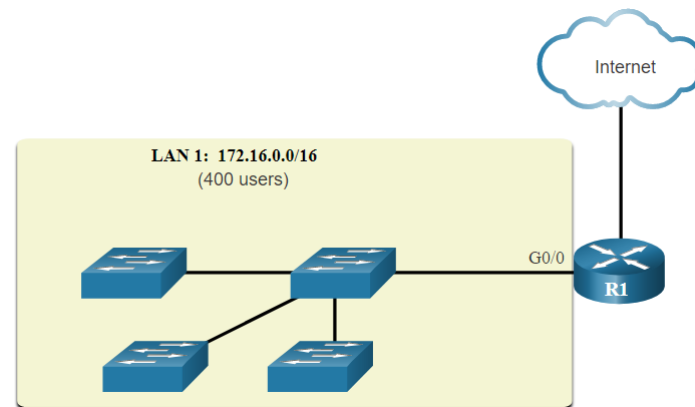 Internet
LAN 1: 172.16.0.0/16
(400 users)
G0/0
R1